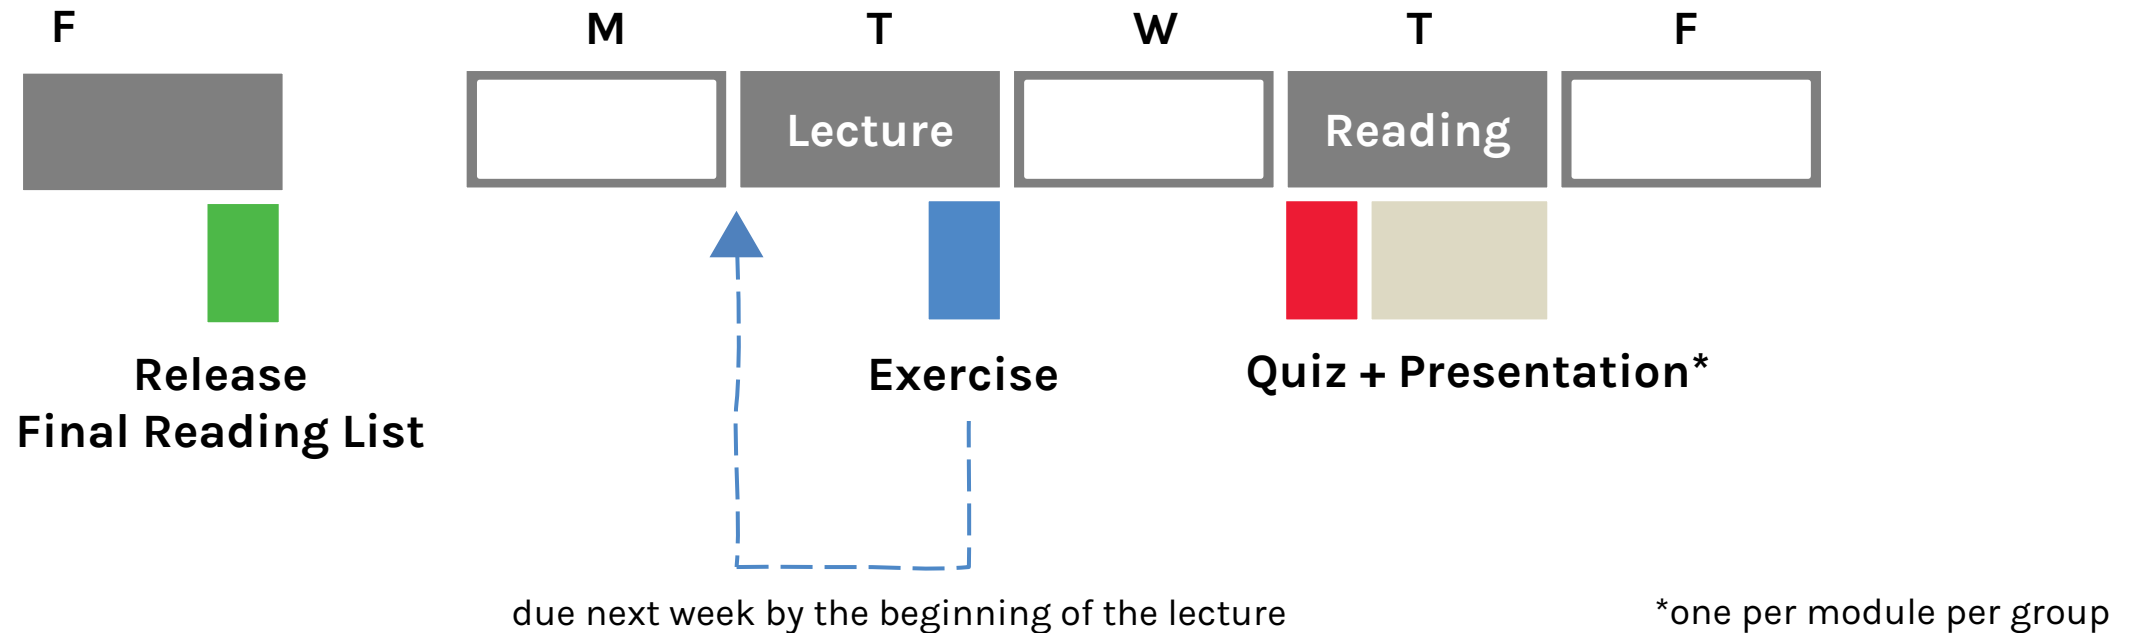 F M T W T F
Lecture Reading
Release
Final Reading List
Exercise
Quiz + Presentation*
due next week by the beginning of the lecture
*one per module per group